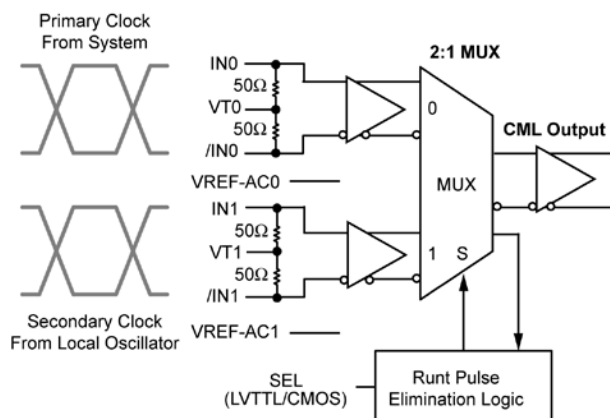 Primary Clock
From System
IN0
50Ω
VT0
50Ω
/IN0
VREF-AC0
IN1
50Ω
VT1
50Ω
/IN1
VREF-AC1
Secondary Clock
From Local Oscillator
2:1 MUX
0
MUX
1 S
CML Output
SEL
(LVTTL/CMOS)
Runt Pulse
Elimination Logic